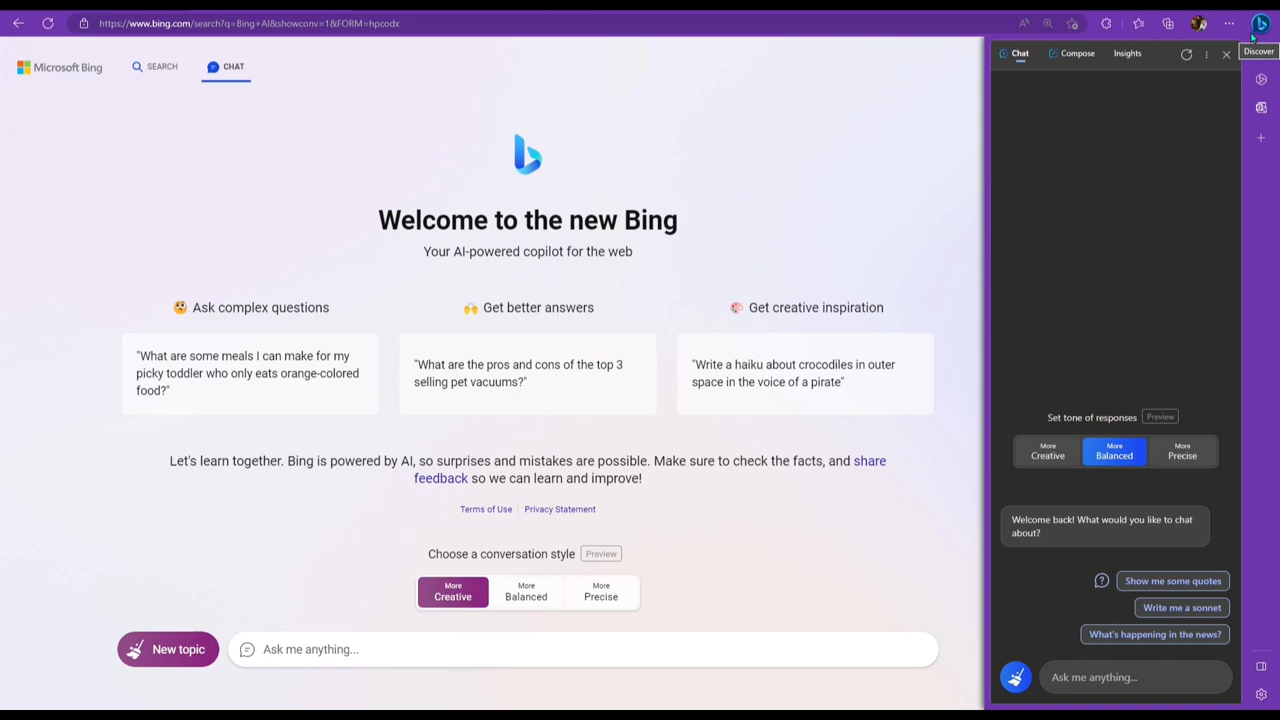 https://www.bing.com/search?q=Bing+AI&showconv=1&FORM=hpcodx
Microsoft Bing
SEARCH
CHAT
Welcome to the new Bing
Your AI-powered copilot for the web
Ask complex questions
Get better answers
Get creative inspiration
"What are some meals I can make for my
picky toddler who only eats orange-colored
food?"
"What are the pros and cons of the top 3
selling pet vacuums?"
"Write a haiku about crocodiles in outer
space in the voice of a pirate"
Let's learn together. Bing is powered by AI, so surprises and mistakes are possible. Make sure to check the facts, and share
feedback so we can learn and improve!
Terms of Use
Privacy Statement
Choose a conversation style Preview
More
Creative
More
Balanced
More
Precise
New topic
Ask me anything...
Chat
Compose
Insights
Discover
Set tone of responses Preview
More
Creative
More
Balanced
More
Precise
Welcome back! What would you like to chat
about?
Show me some quotes
Write me a sonnet
What's happening in the news?
Ask me anything...